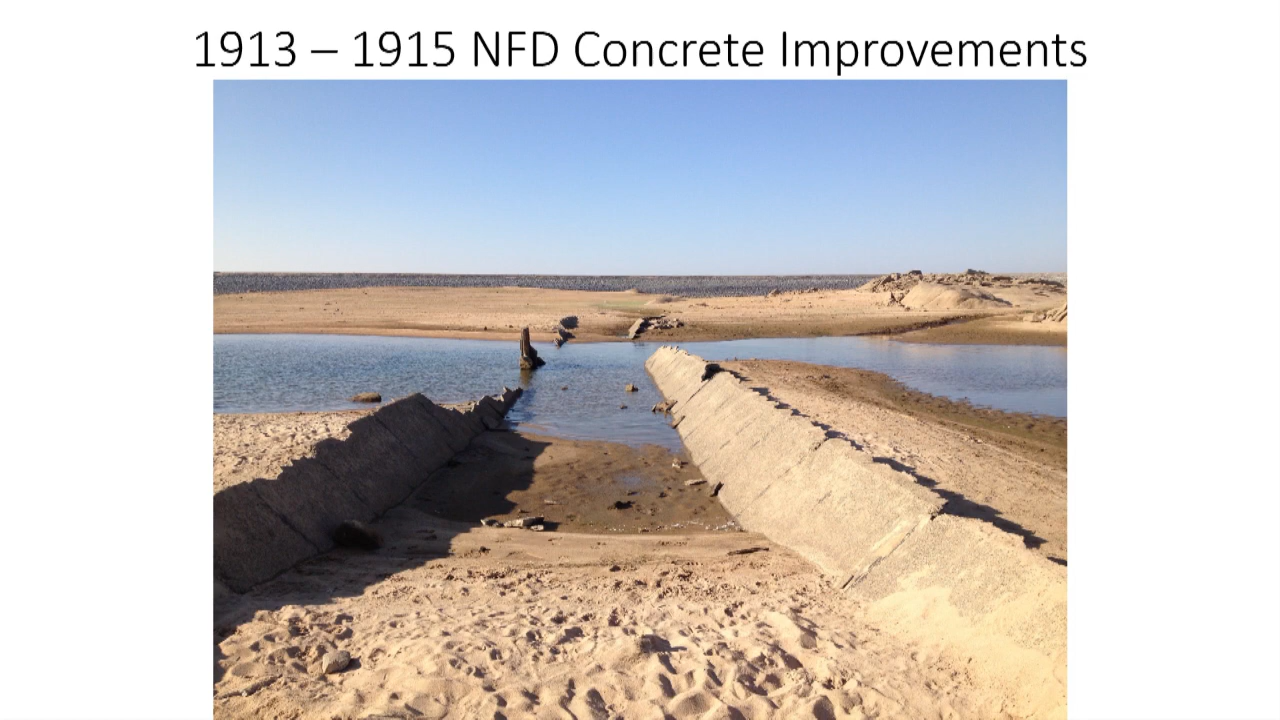 1913 – 1915 NFD Concrete Improvements